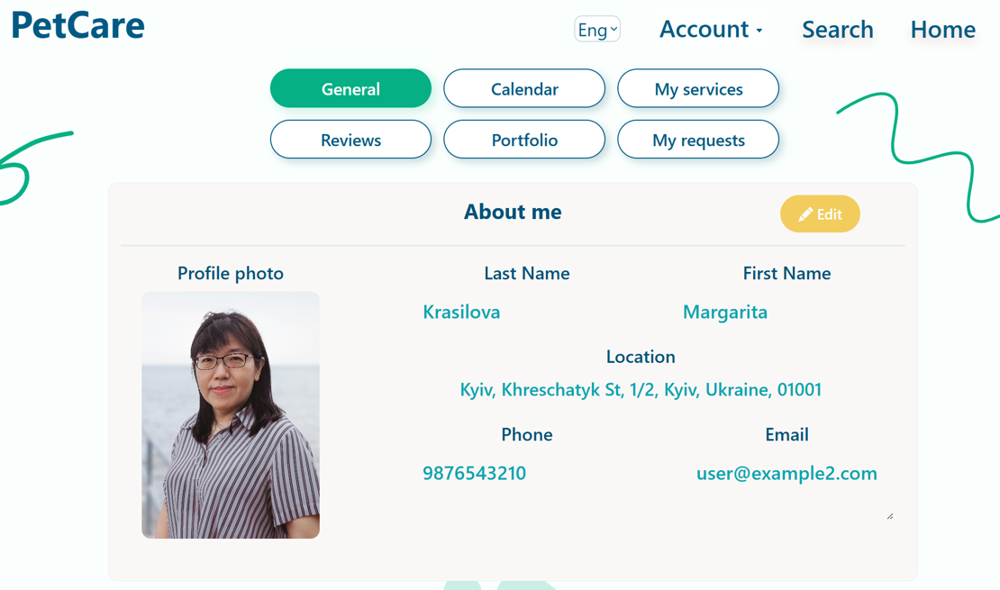 PetCare
Eng
Account
Search
Home
General
Calendar
My services
Reviews
Portfolio
My requests
About me
Edit
Profile photo
Last Name
First Name
Krasilova
Margarita
Location
Kyiv, Khreschatyk St, 1/2, Kyiv, Ukraine, 01001
Phone
Email
9876543210
user@example2.com